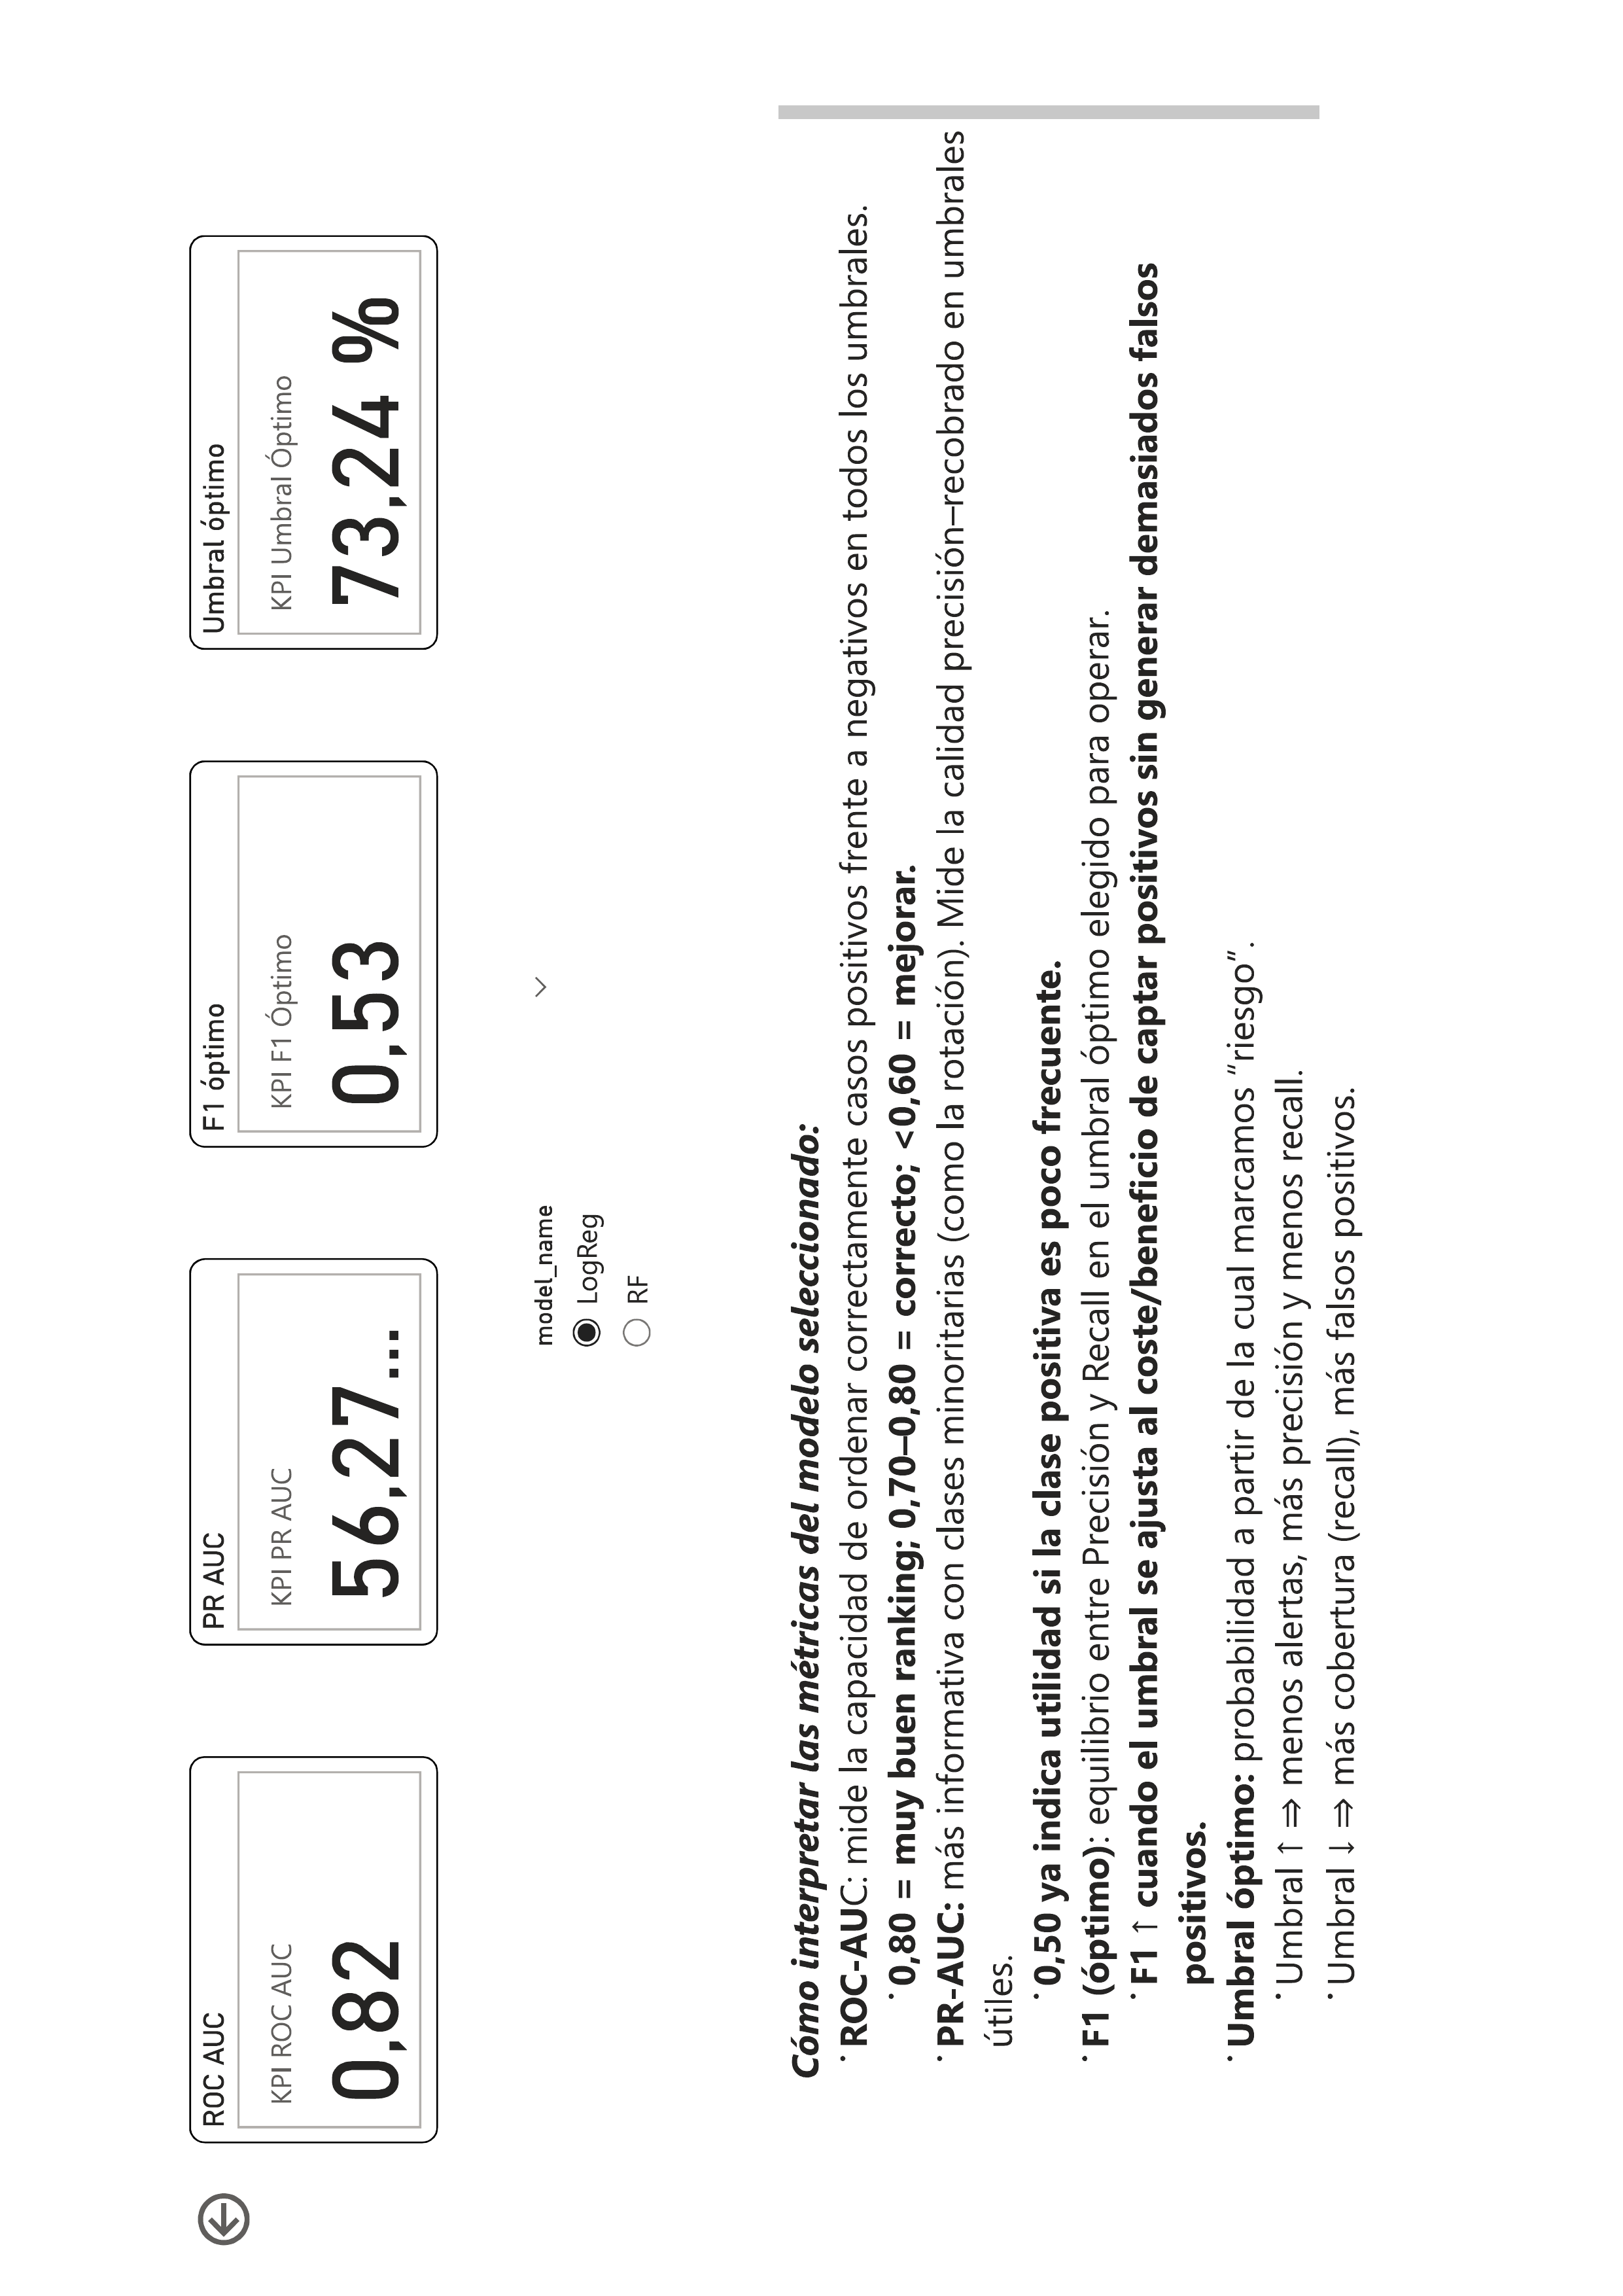 ROC AUC
KPI ROC AUC
0,82
PR AUC
KPI PR AUC
56,27...
F1 óptimo
KPI F1 Óptimo
0,53
Umbral óptimo
KPI Umbral Óptimo
73,24 %
model_name
LogReg
RF
Cómo interpretar las métricas del modelo seleccionado:
• ROC-AUC: mide la capacidad de ordenar correctamente casos positivos frente a negativos en todos los umbrales.
• 0,80 = muy buen ranking; 0,70–0,80 = correcto; <0,60 = mejorar.
• PR-AUC: más informativa con clases minoritarias (como la rotación). Mide la calidad precisión–recobrado en umbrales
útiles.
• 0,50 ya indica utilidad si la clase positiva es poco frecuente.
• F1 (óptimo): equilibrio entre Precisión y Recall en el umbral óptimo elegido para operar.
• F1 ↑ cuando el umbral se ajusta al coste/beneficio de captar positivos sin generar demasiados falsos
positivos.
• Umbral óptimo: probabilidad a partir de la cual marcamos “riesgo”.
• Umbral ↑ ⇒ menos alertas, más precisión y menos recall.
• Umbral ↓ ⇒ más cobertura (recall), más falsos positivos.